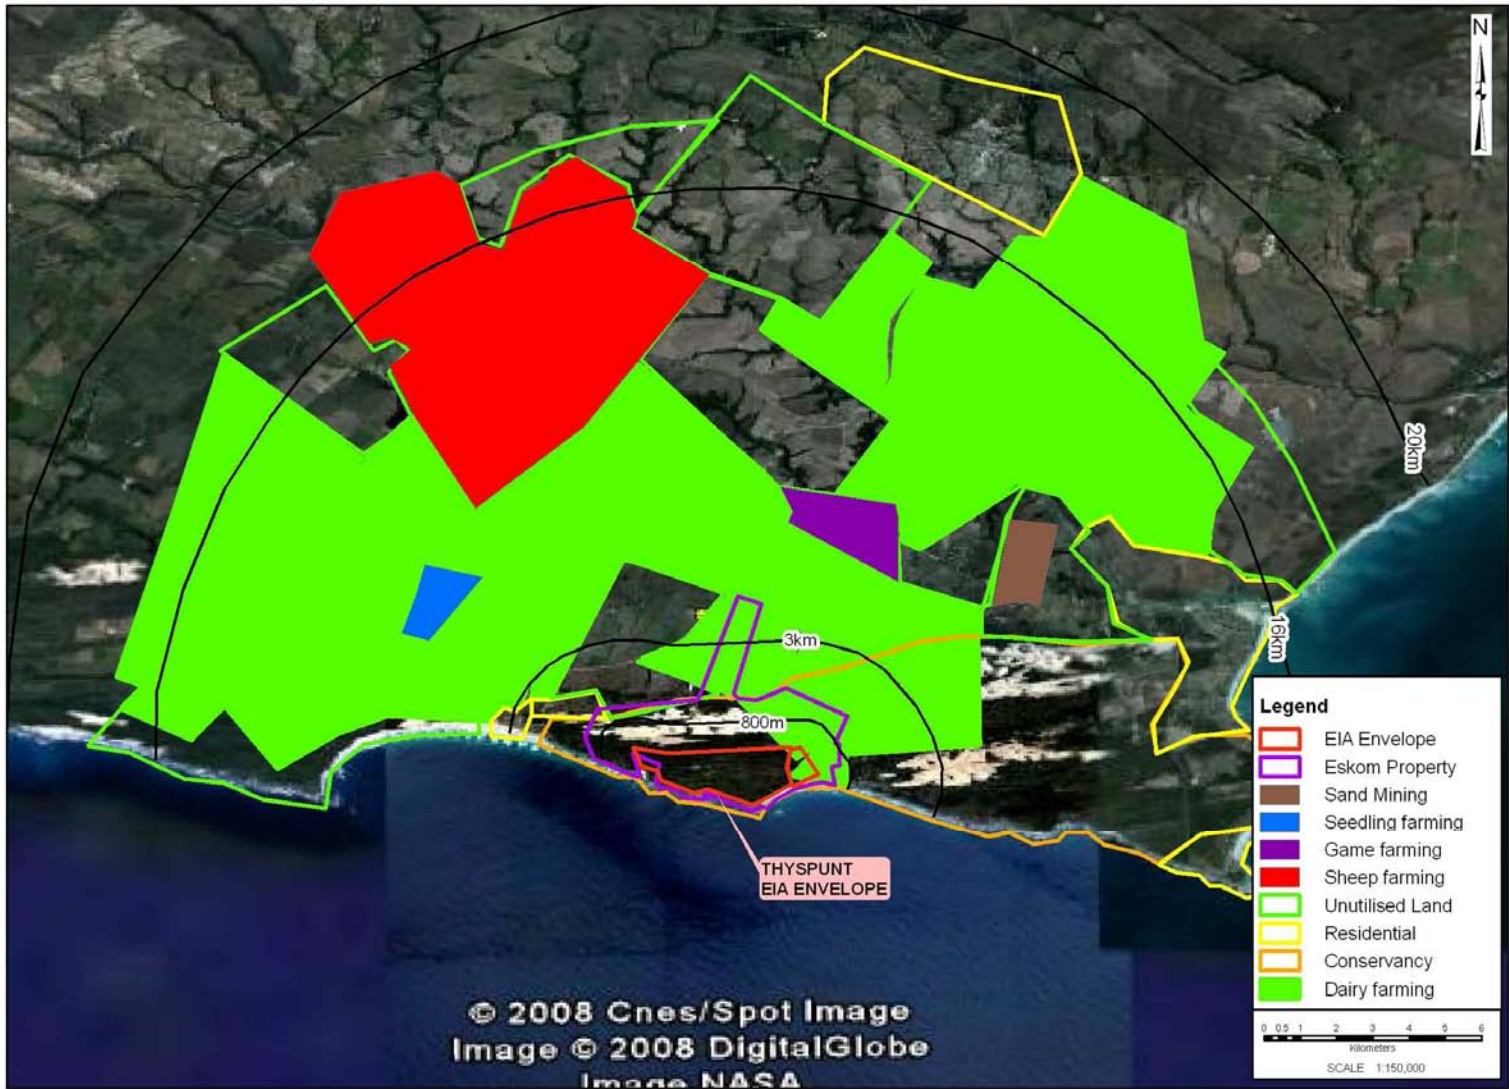 N
20km
3km
16km
800m
THYSPUNT
EIA ENVELOPE
Legend
EIA Envelope
Eskom Property
Sand Mining
Seedling farming
Game farming
Sheep farming
Unutilised Land
Residential
Conservancy
Dairy farming
0 0.5 1 2 3 4 5 6
Kilometers
SCALE 1:150,000
© 2008 Cnes/Spot Image
Image © 2008 DigitalGlobe
Image NASA